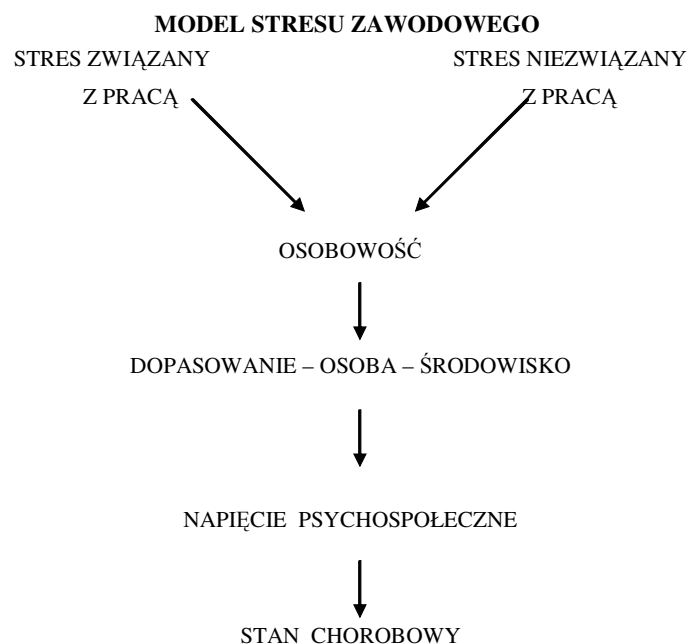 MODEL STRESU ZAWODOWEGO
STRES ZWIĄZANY
Z PRACĄ
STRES NIEZWIĄZANY
Z PRACĄ
OSOBOWOŚĆ
DOPASOWANIE – OSOBA – ŚRODOWISKO
NAPIĘCIE PSYCHOSPOŁECZNE
STAN CHOROBOWY